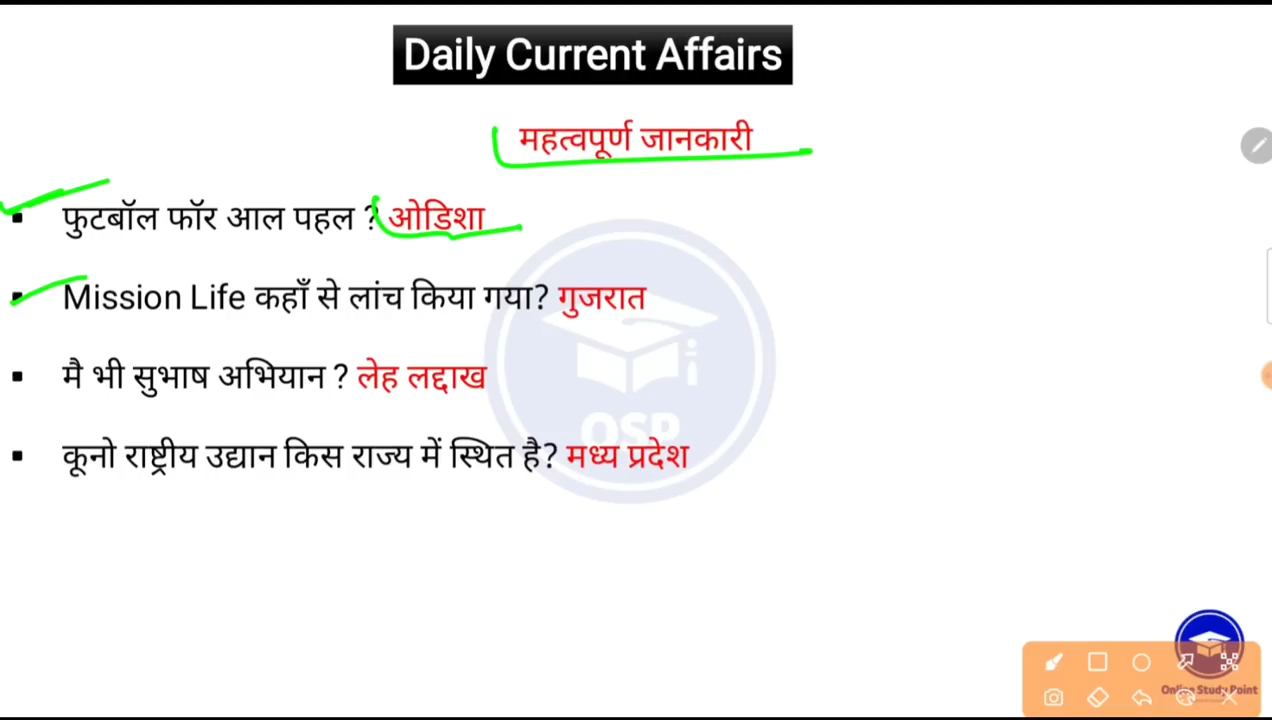 Daily Current Affairs
महत्वपूर्ण जानकारी
▪ फुटबॉल फॉर आल पहल ? ओडिशा
▪ Mission Life कहाँ से लांच किया गया? गुजरात
▪ मै भी सुभाष अभियान ? लेह लद्दाख
▪ कूनो राष्ट्रीय उद्यान किस राज्य में स्थित है? मध्य प्रदेश
OSP
Online Study Point